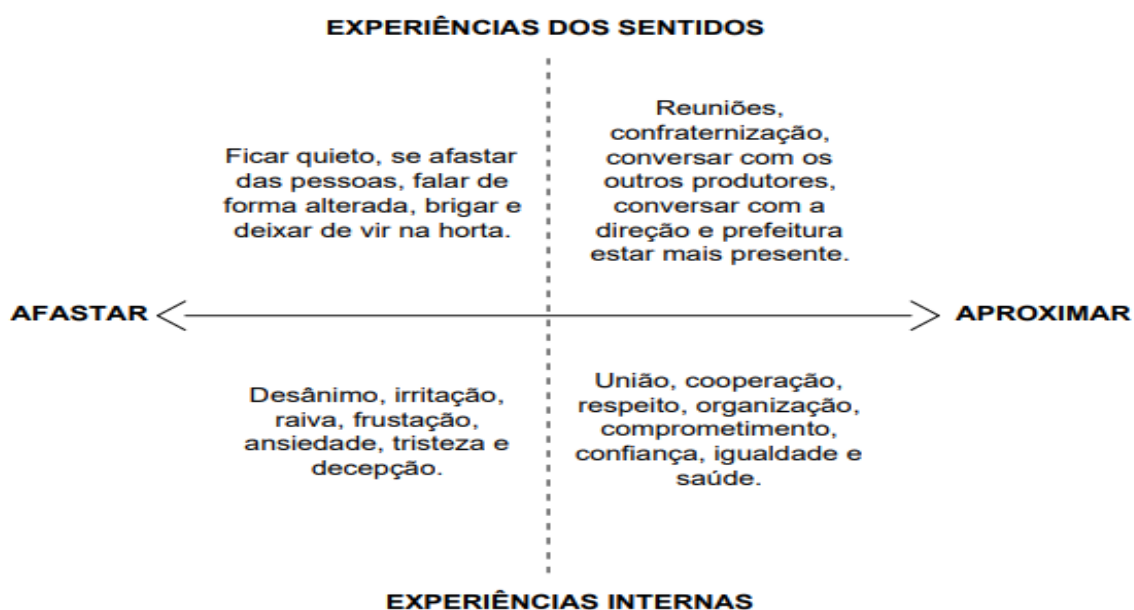 EXPERIÊNCIAS DOS SENTIDOS
Ficar quieto, se afastar
das pessoas, falar de
forma alterada, brigar e
deixar de vir na horta.
Reuniões,
confraternização,
conversar com os
outros produtores,
conversar com a
direção e prefeitura
estar mais presente.
AFASTAR
APROXIMAR
Desânimo, irritação,
raiva, frustação,
ansiedade, tristeza e
decepção.
União, cooperação,
respeito, organização,
comprometimento,
confiança, igualdade e
saúde.
EXPERIÊNCIAS INTERNAS